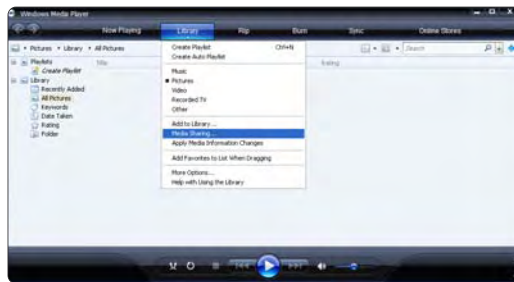 Windows Media Player
Now Playing Library Rip Burn Sync Online Stores
Pictures Library All Pictures Search
Playlists
Create Playlist
Library
Recently Added
All Pictures
Keywords
Date Taken
Rating
Folder
Title
Rating
Create Playlist Ctrl+N
Create Auto Playlist
Music
Pictures
Video
Recorded TV
Other
Add to Library...
Media Sharing...
Apply Media Information Changes
Add Favorites to List When Dragging
More Options...
Help with Using the Library